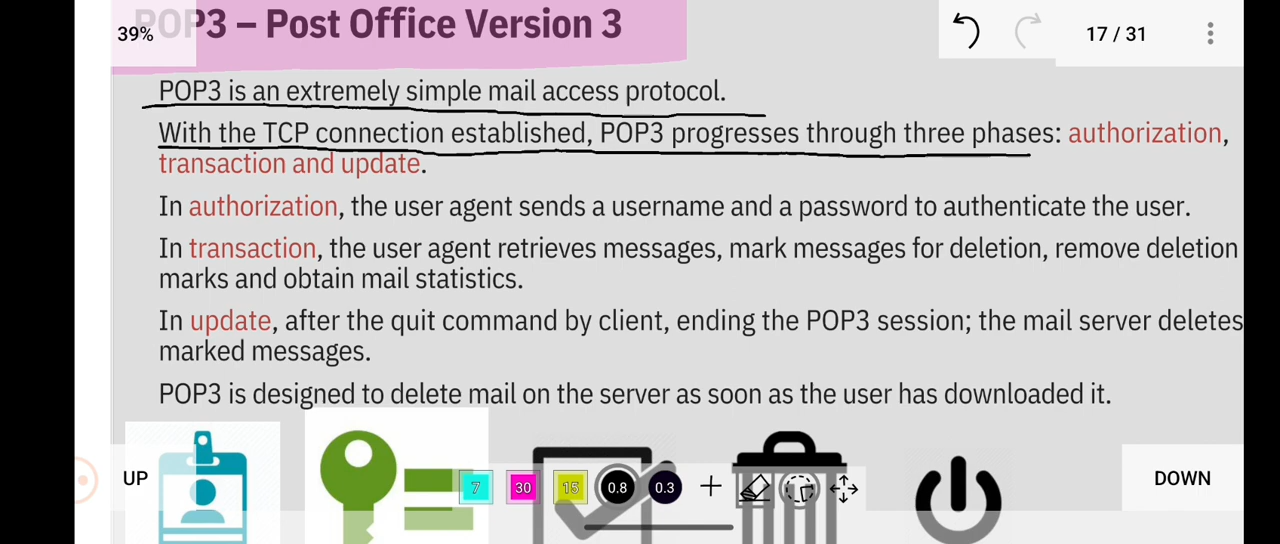 POP3 – Post Office Version 3
39%
17 / 31
POP3 is an extremely simple mail access protocol.
With the TCP connection established, POP3 progresses through three phases: authorization,
transaction and update.
In authorization, the user agent sends a username and a password to authenticate the user.
In transaction, the user agent retrieves messages, mark messages for deletion, remove deletion
marks and obtain mail statistics.
In update, after the quit command by client, ending the POP3 session; the mail server deletes
marked messages.
POP3 is designed to delete mail on the server as soon as the user has downloaded it.
UP
7
30
15
0.8
0.3
DOWN